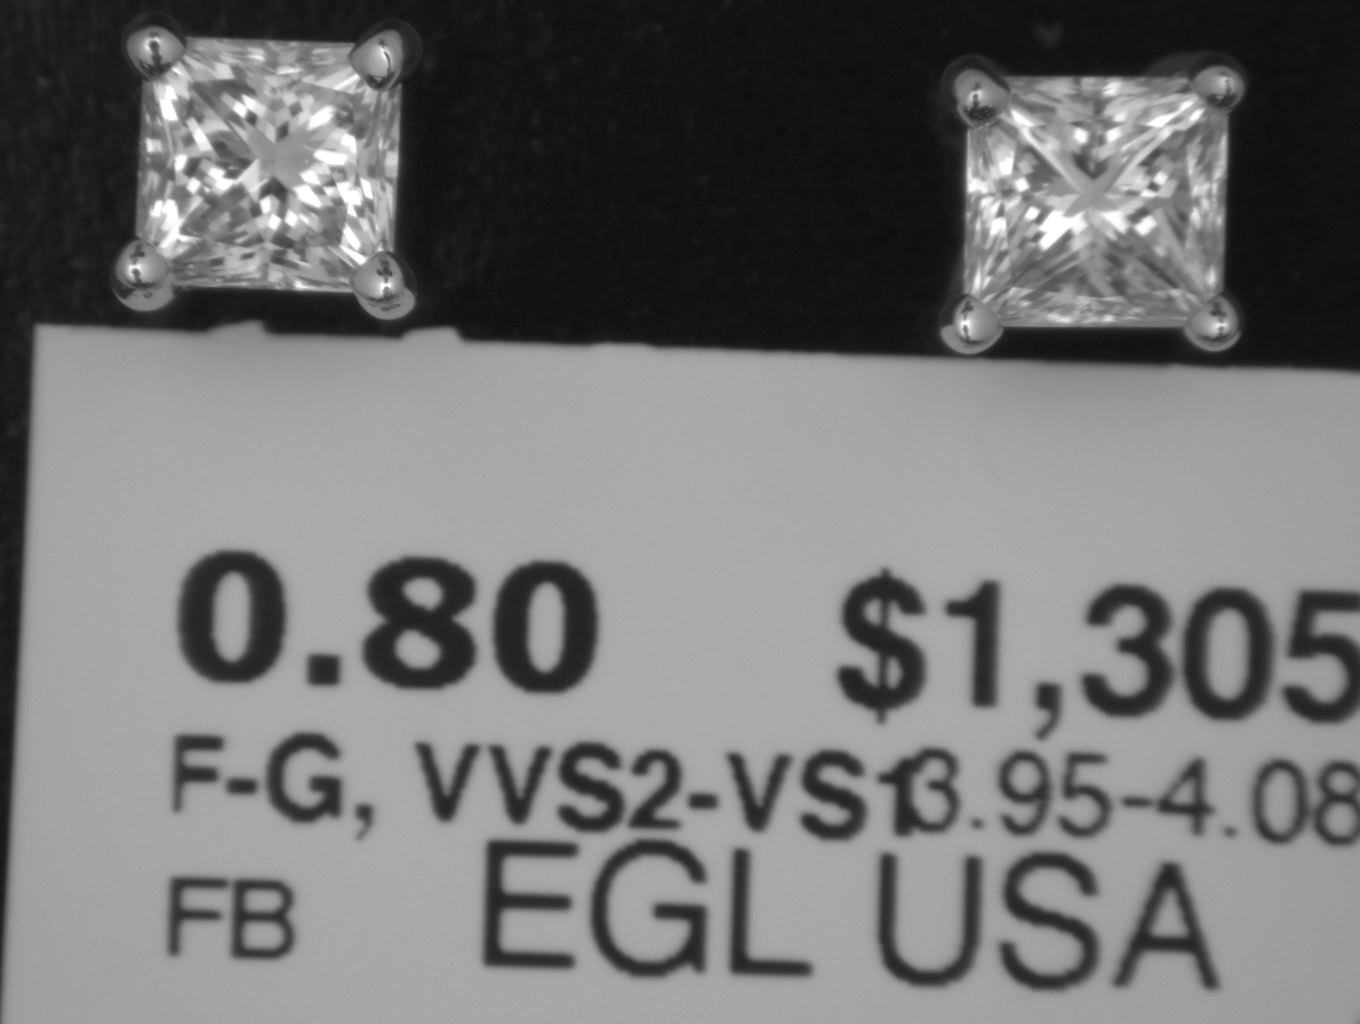 0.80 $1,305
F-G, VVS2-VS1 3.95-4.08
FB EGL USA